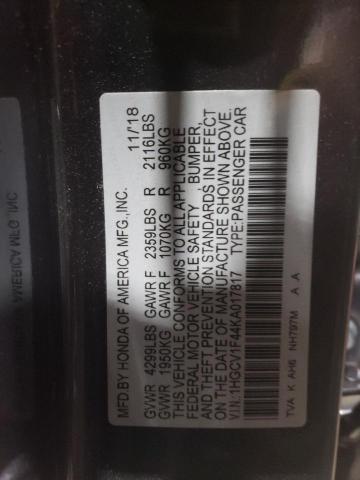 MFD BY HONDA OF AMERICA MFG.,INC. 11/18
GVWR 4299LBS GAWR F 2359LBS R 2116LBS
GVWR 1950KG GAWR F 1070KG R 960KG
THIS VEHICLE CONFORMS TO ALL APPLICABLE
FEDERAL MOTOR VEHICLE SAFETY BUMPER,
AND THEFT PREVENTION STANDARDS IN EFFECT
ON THE DATE OF MANUFACTURE SHOWN ABOVE.
V.I.N.:1HGCV1F44KA017817 TYPE:PASSENGER CAR
TVA K AH6 NH797M A A